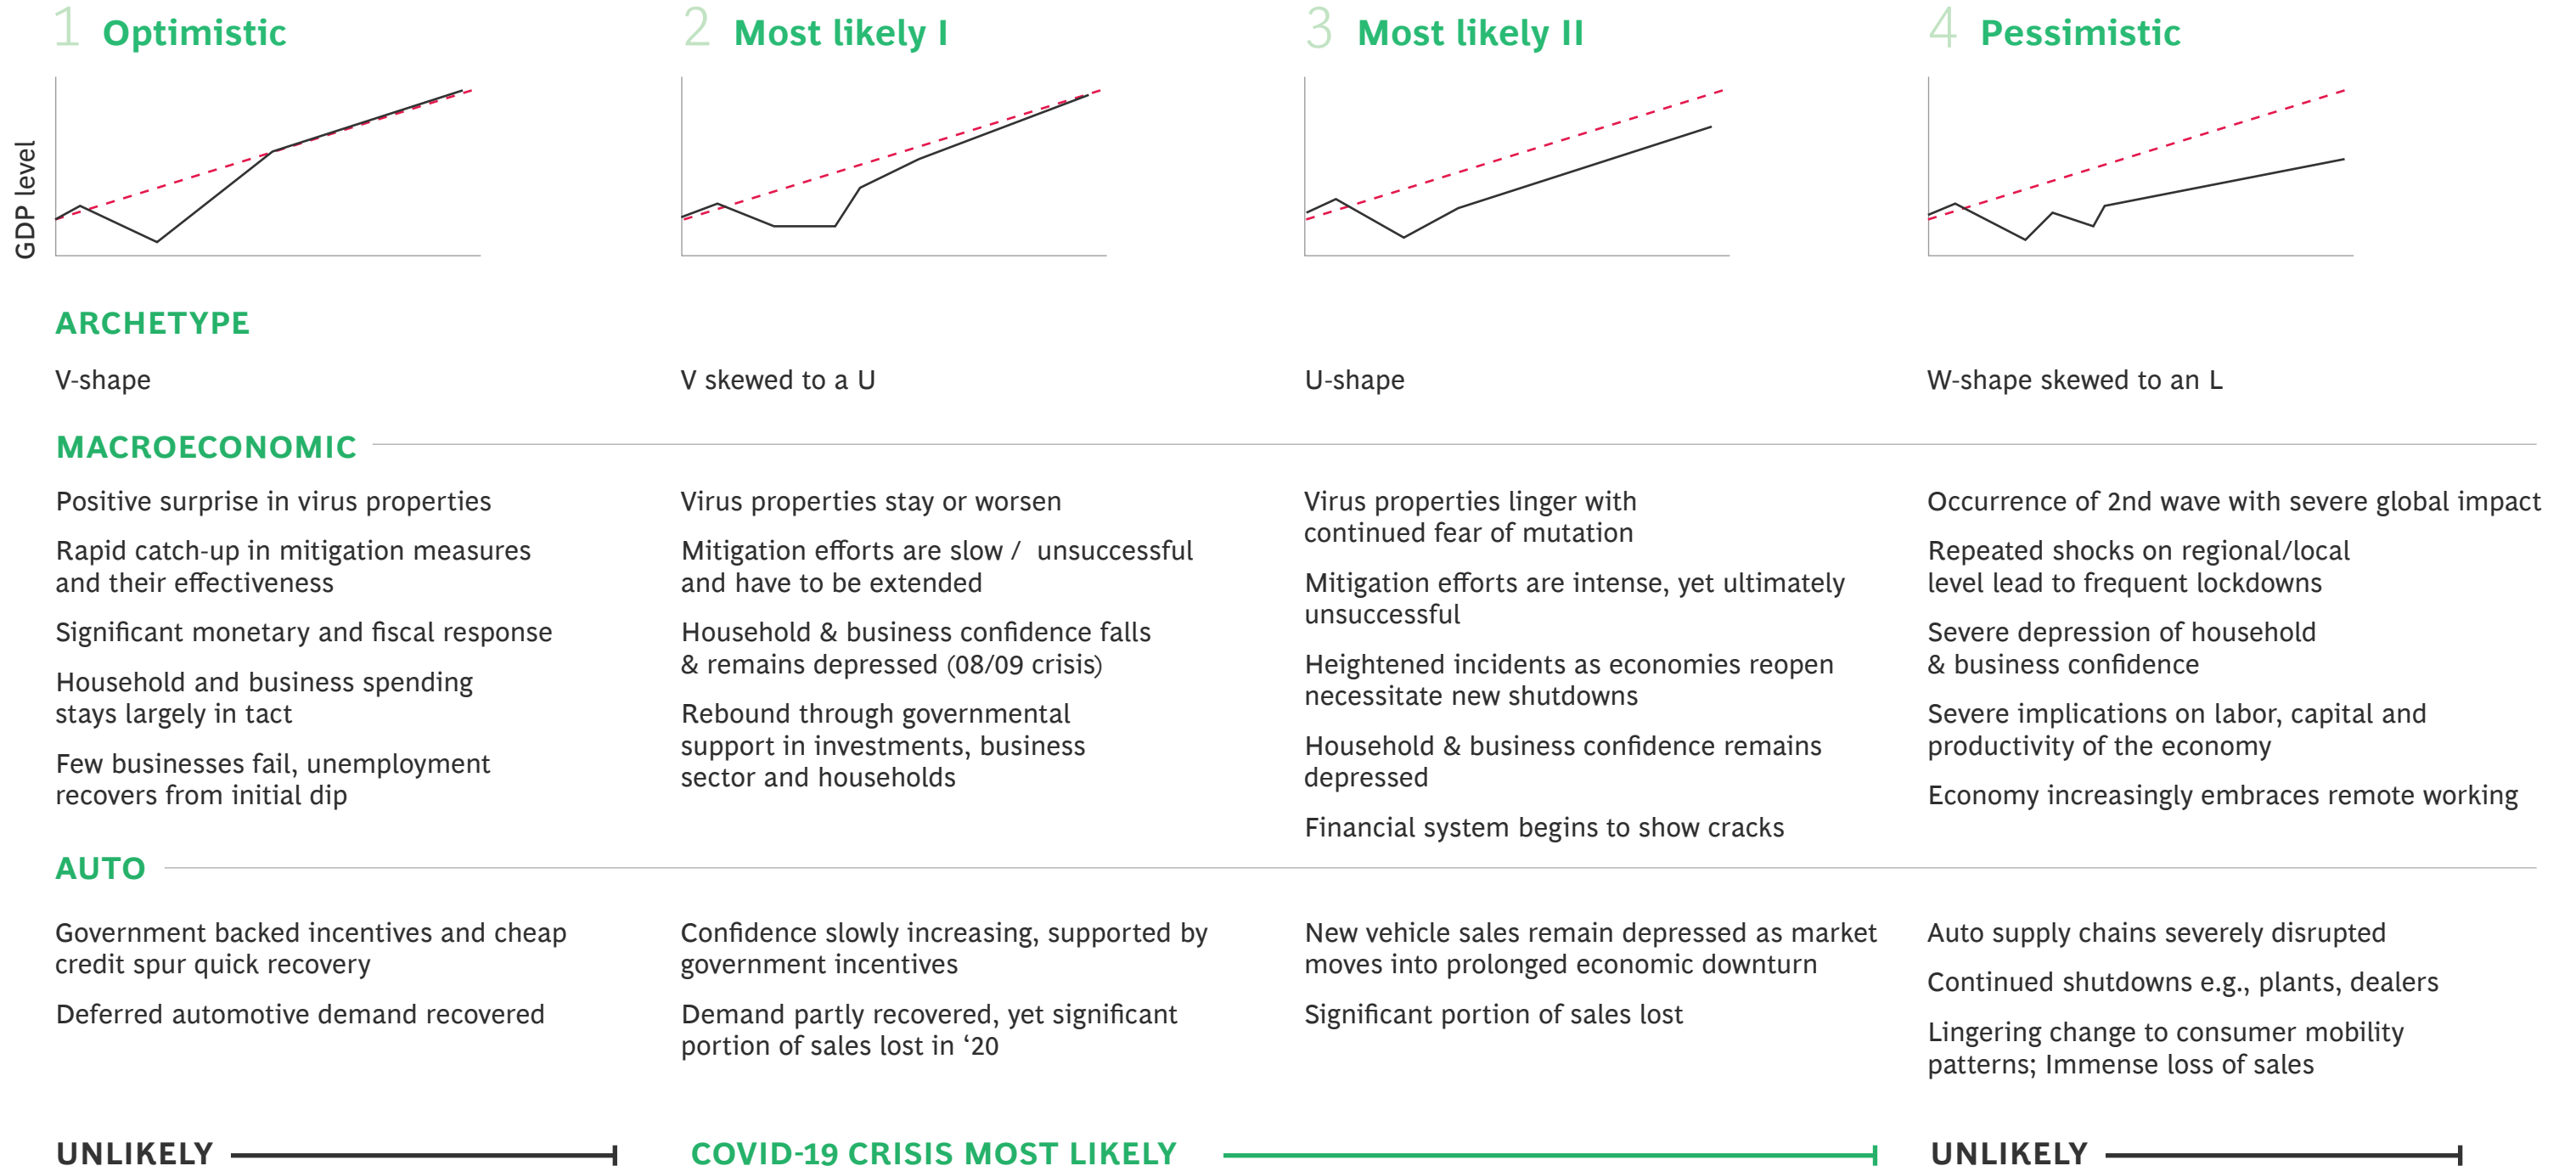 1 Optimistic
2 Most likely I
3 Most likely II
4 Pessimistic
GDP level
ARCHETYPE
V-shape
V skewed to a U
U-shape
W-shape skewed to an L
MACROECONOMIC
Positive surprise in virus properties
Rapid catch-up in mitigation measures
and their effectiveness
Significant monetary and fiscal response
Household and business spending
stays largely in tact
Few businesses fail, unemployment
recovers from initial dip
Virus properties stay or worsen
Mitigation efforts are slow / unsuccessful
and have to be extended
Household & business confidence falls
& remains depressed (08/09 crisis)
Rebound through governmental
support in investments, business
sector and households
Virus properties linger with
continued fear of mutation
Mitigation efforts are intense, yet ultimately
unsuccessful
Heightened incidents as economies reopen
necessitate new shutdowns
Household & business confidence remains
depressed
Financial system begins to show cracks
Occurrence of 2nd wave with severe global impact
Repeated shocks on regional/local
level lead to frequent lockdowns
Severe depression of household
& business confidence
Severe implications on labor, capital and
productivity of the economy
Economy increasingly embraces remote working
AUTO
Government backed incentives and cheap
credit spur quick recovery
Deferred automotive demand recovered
Confidence slowly increasing, supported by
government incentives
Demand partly recovered, yet significant
portion of sales lost in ‘20
New vehicle sales remain depressed as market
moves into prolonged economic downturn
Significant portion of sales lost
Auto supply chains severely disrupted
Continued shutdowns e.g., plants, dealers
Lingering change to consumer mobility
patterns; Immense loss of sales
UNLIKELY
COVID-19 CRISIS MOST LIKELY
UNLIKELY